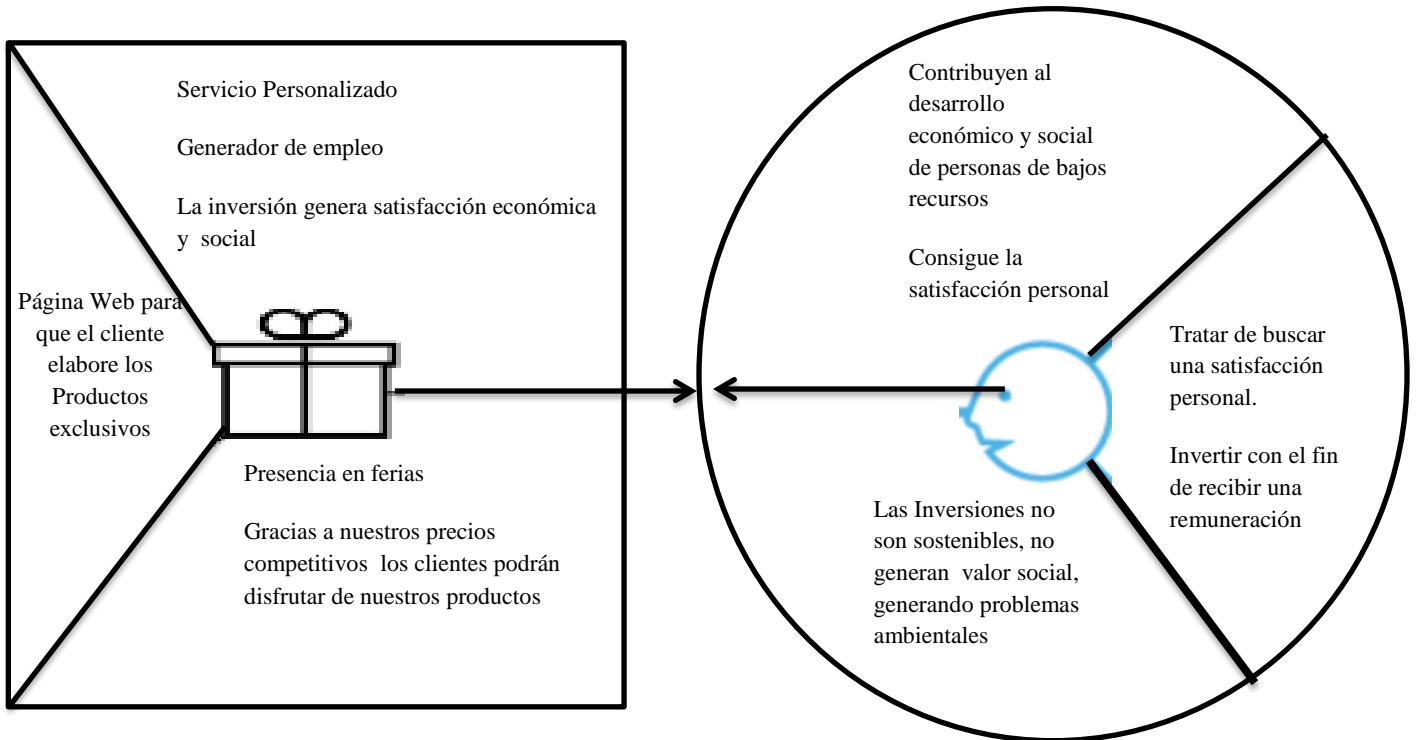 Servicio Personalizado
Generador de empleo
La inversión genera satisfacción económica
y  social
Página Web para
que el cliente
elabore los
Productos
exclusivos
Presencia en ferias
Gracias a nuestros precios
competitivos  los clientes podrán
disfrutar de nuestros productos
Contribuyen al
desarrollo
económico y social
de personas de bajos
recursos
Consigue la
satisfacción personal
Tratar de buscar
una satisfacción
personal.
Invertir con el fin
de recibir una
remuneración
Las Inversiones no
son sostenibles, no
generan  valor social,
generando problemas
ambientales